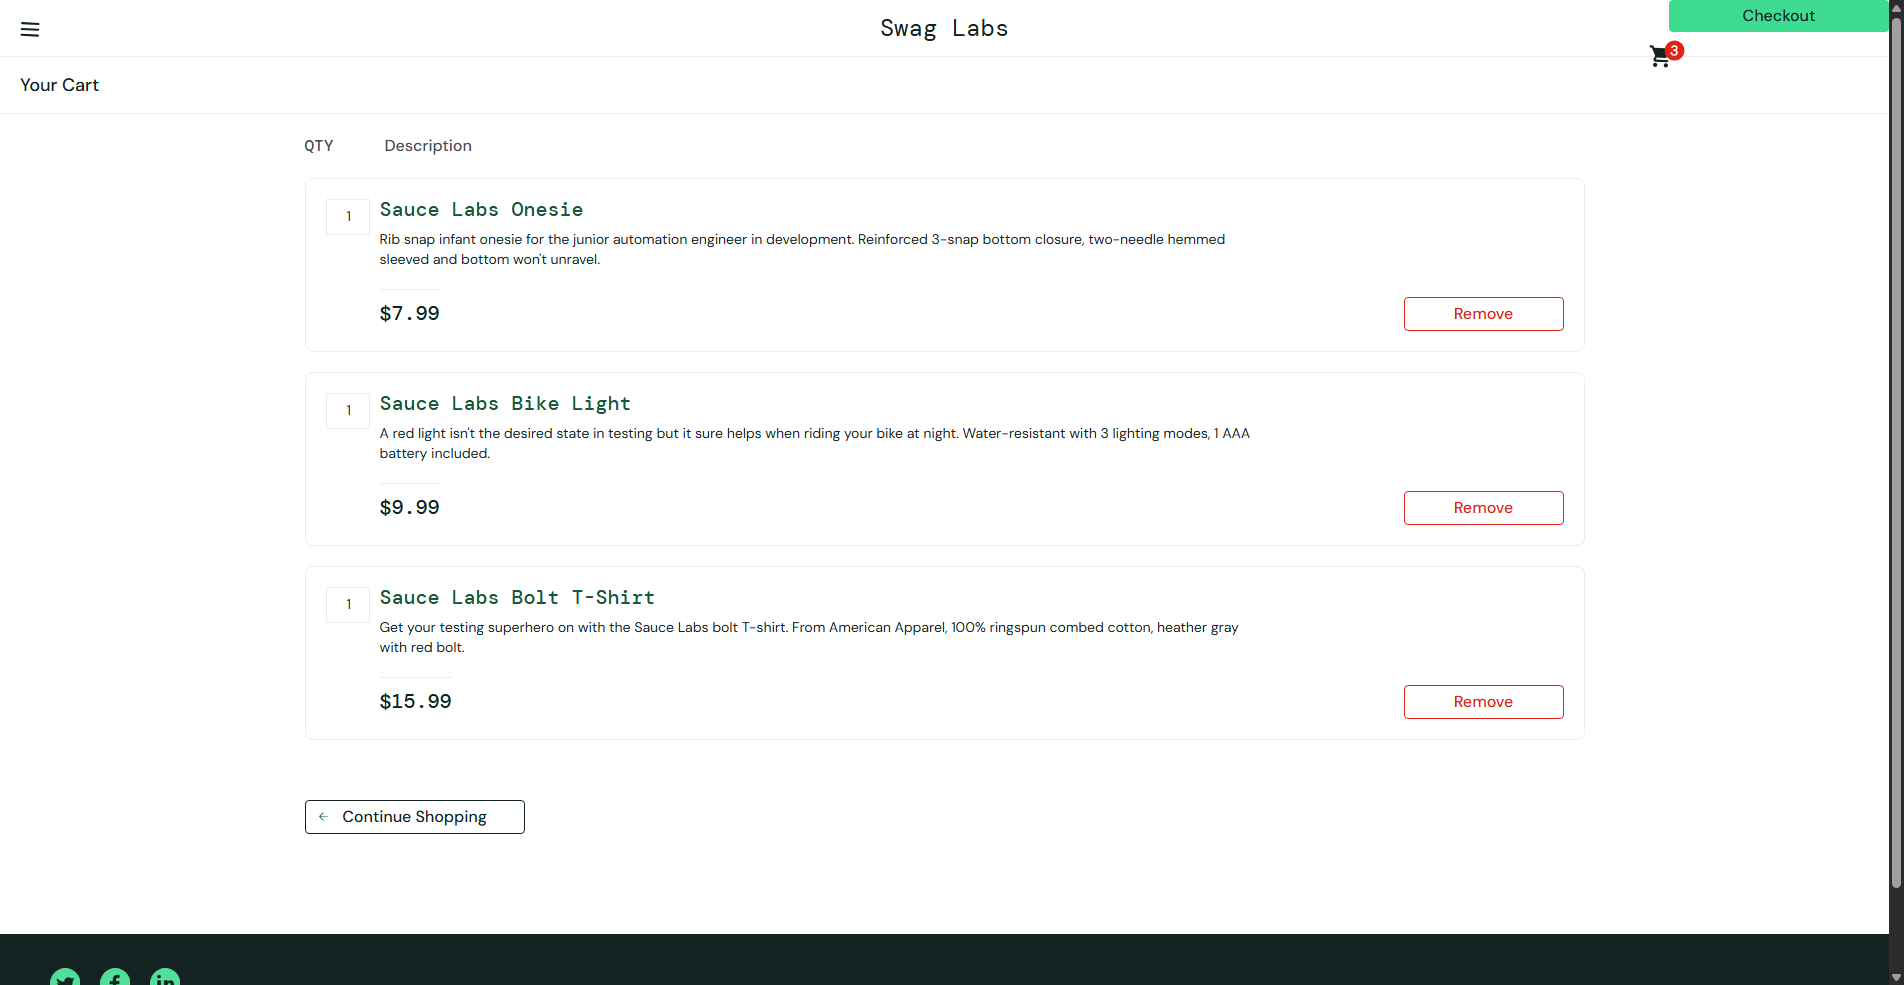 Swag Labs
Checkout
3
Your Cart
QTY
Description
1
Sauce Labs Onesie
Rib snap infant onesie for the junior automation engineer in development. Reinforced 3-snap bottom closure, two-needle hemmed
sleeved and bottom won't unravel.
$7.99
Remove
1
Sauce Labs Bike Light
A red light isn't the desired state in testing but it sure helps when riding your bike at night. Water-resistant with 3 lighting modes, 1 AAA
battery included.
$9.99
Remove
1
Sauce Labs Bolt T-Shirt
Get your testing superhero on with the Sauce Labs bolt T-shirt. From American Apparel, 100% ringspun combed cotton, heather gray
with red bolt.
$15.99
Remove
Continue Shopping